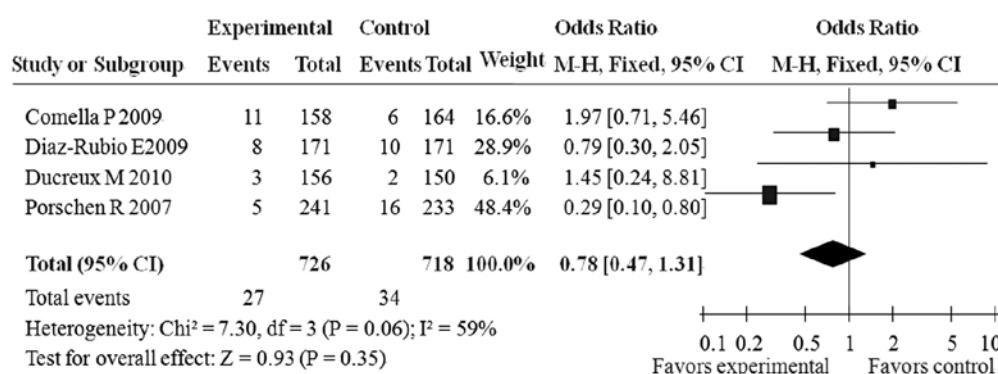 Experimental Control Odds Ratio Odds Ratio
Study or Subgroup Events Total Events Total Weight M-H, Fixed, 95% CI M-H, Fixed, 95% CI
Comella P 2009 11 158 6 164 16.6% 1.97 [0.71, 5.46]
Diaz-Rubio E2009 8 171 10 171 28.9% 0.79 [0.30, 2.05]
Ducreux M 2010 3 156 2 150 6.1% 1.45 [0.24, 8.81]
Porschen R 2007 5 241 16 233 48.4% 0.29 [0.10, 0.80]
Total (95% CI) 726 718 100.0% 0.78 [0.47, 1.31]
Total events 27 34
Heterogeneity: Chi² = 7.30, df = 3 (P = 0.06); I² = 59%
Test for overall effect: Z = 0.93 (P = 0.35)
0.1 0.2 0.5 1 2 5 10
Favors experimental Favors control